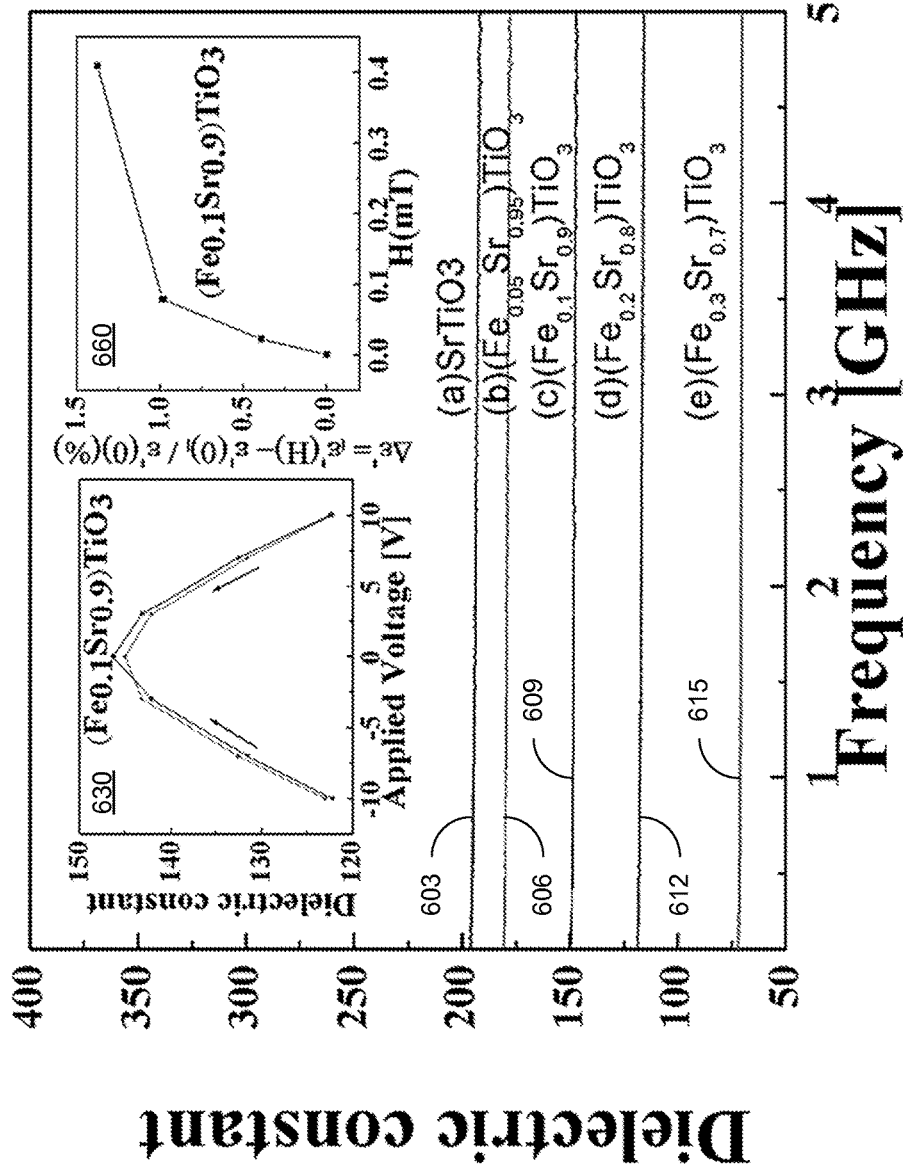 Dielectric constant
400
350
300
250
200
150
100
50
Dielectric constant
150
140
130
120
630
(Fe0.1Sr0.9)TiO3
-10
-5
0
5
10
Applied Voltage [V]
Δε'=|ε'(H)−ε'(0)|/ε'(0)(%)
1.5
1.0
0.5
0.0
660
(Fe0.1Sr0.9)TiO3
0.0
0.1
0.2
0.3
0.4
H(mT)
603
(a)SrTiO3
606
(b)(Fe0.05Sr0.95)TiO3
609
(c)(Fe0.1Sr0.9)TiO3
612
(d)(Fe0.2Sr0.8)TiO3
615
(e)(Fe0.3Sr0.7)TiO3
1
2
3
4
5
Frequency [GHz]